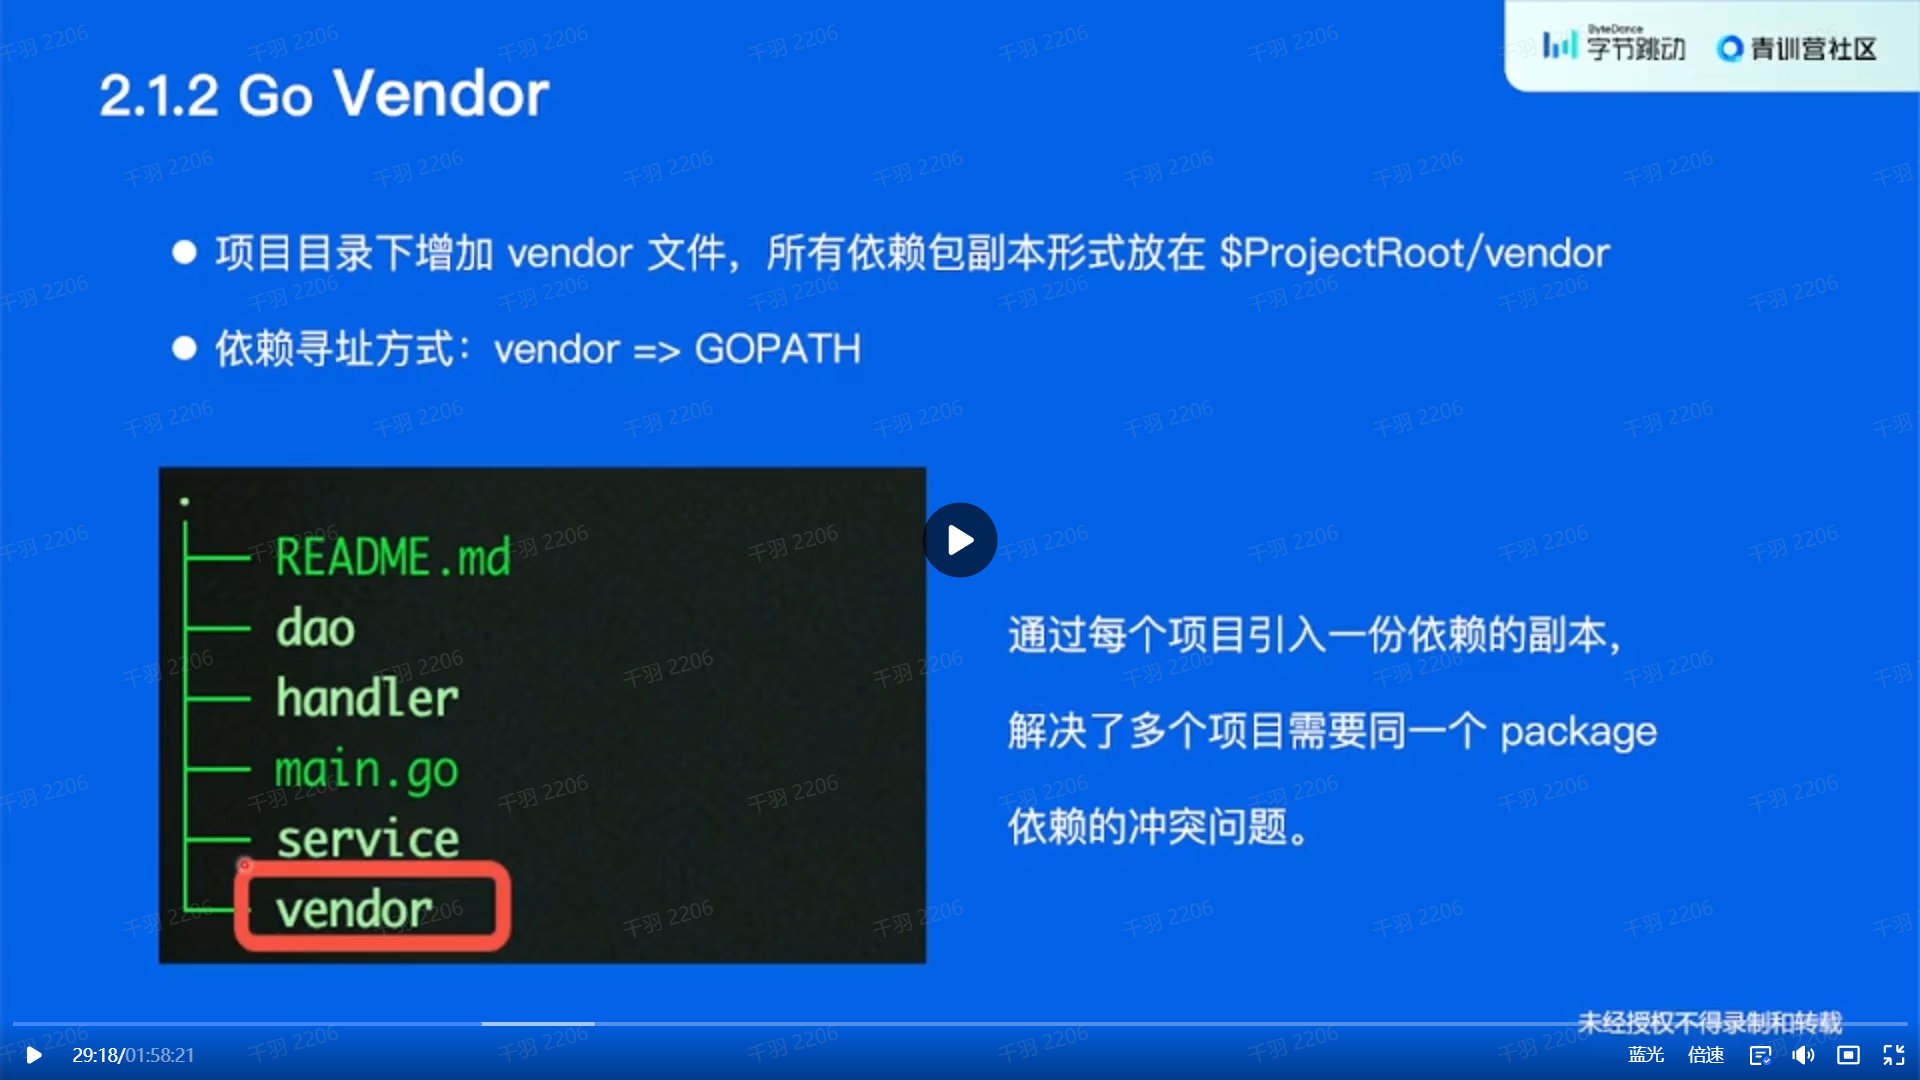 ByteDance
字节跳动
青训营社区
2.1.2 Go Vendor
项目目录下增加 vendor 文件，所有依赖包副本形式放在 $ProjectRoot/vendor
依赖寻址方式：vendor => GOPATH
.
README.md
dao
handler
main.go
service
vendor
通过每个项目引入一份依赖的副本，
解决了多个项目需要同一个 package
依赖的冲突问题。
未经授权不得录制和转载
29:18/01:58:21
蓝光
倍速
千羽 2206